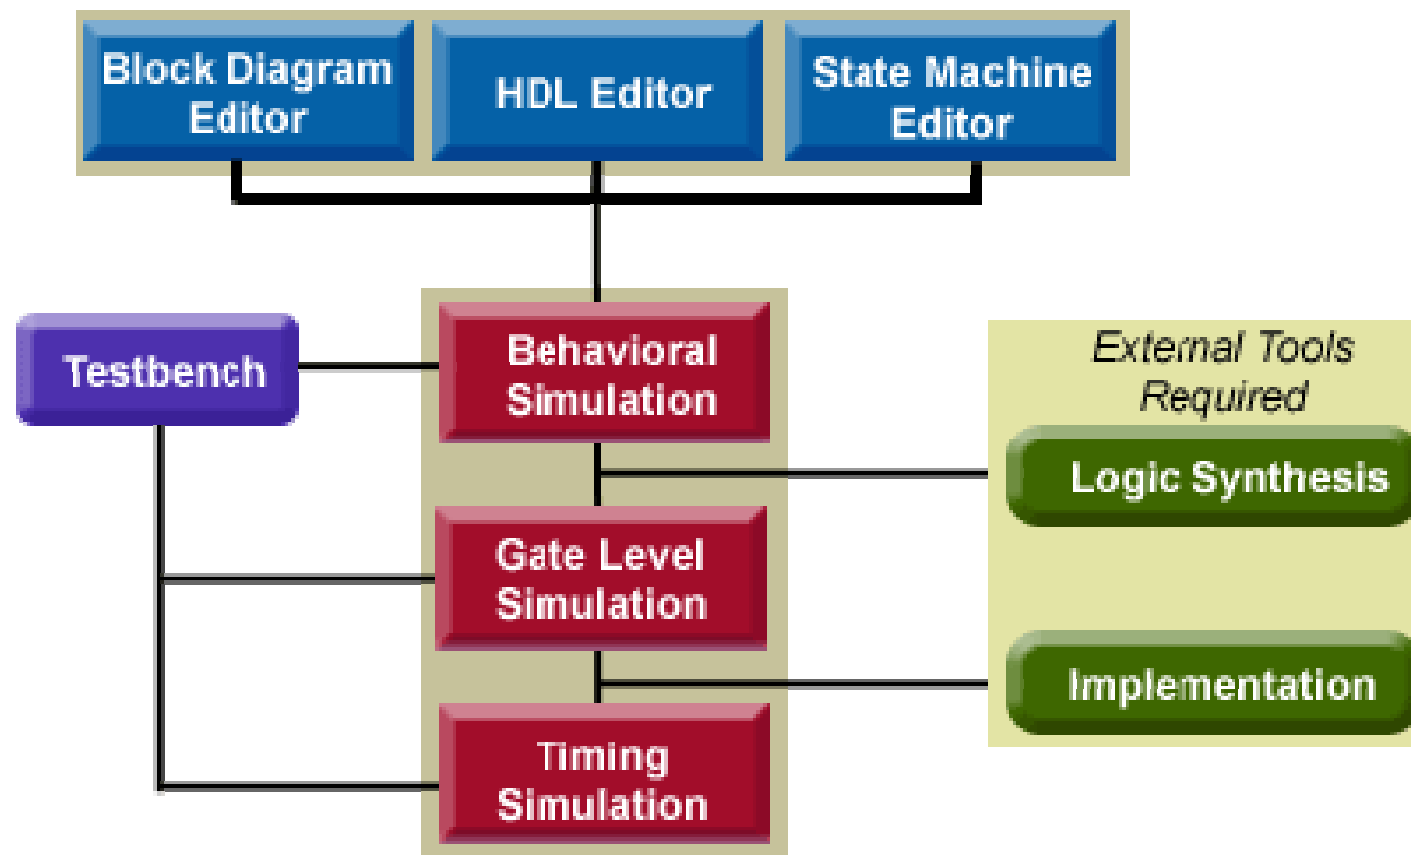 Block Diagram
Editor
HDL Editor
State Machine
Editor
Testbench
Behavioral
Simulation
External Tools
Required
Logic Synthesis
Gate Level
Simulation
Implementation
Timing
Simulation